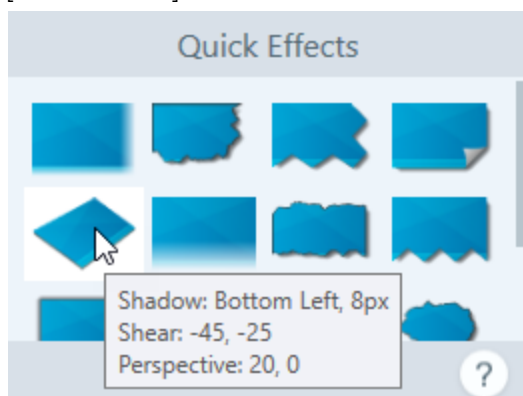 Quick Effects
Shadow: Bottom Left, 8px
Shear: -45, -25
Perspective: 20, 0
?